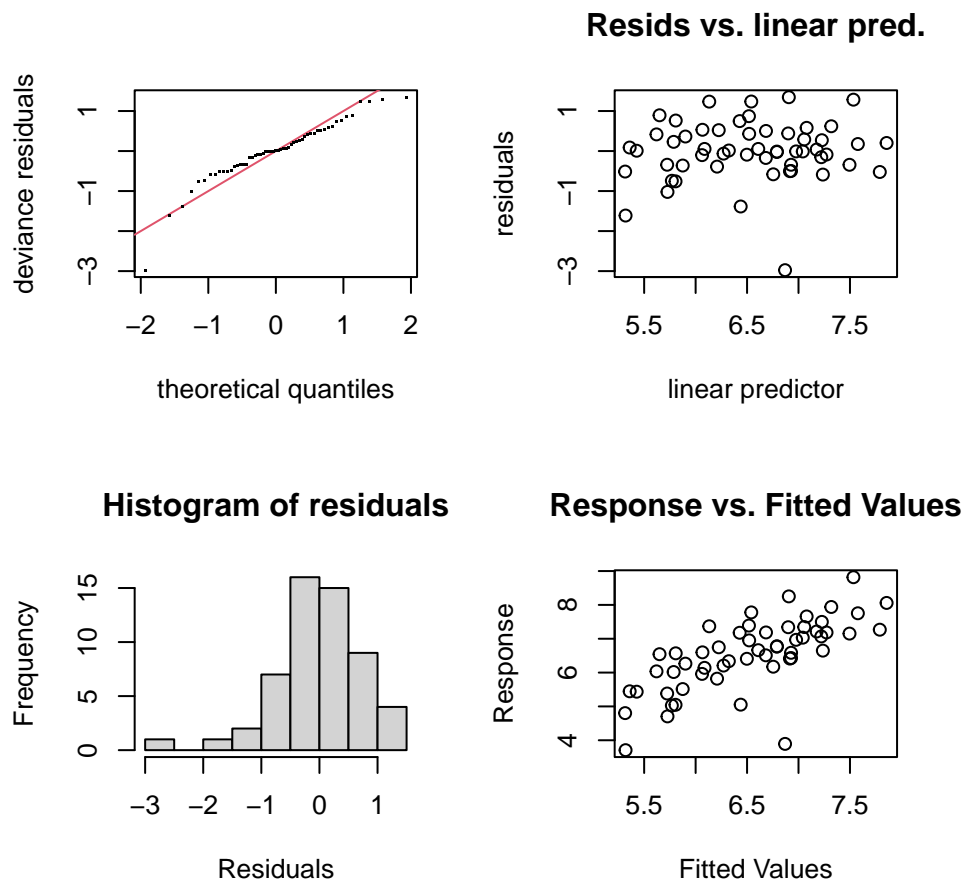 deviance residuals
1
−1
−3
−2 −1 0 1 2
theoretical quantiles
Resids vs. linear pred.
residuals
1
−1
−3
5.5 6.5 7.5
linear predictor
Histogram of residuals
Frequency
15
10
5
0
−3 −2 −1 0 1
Residuals
Response vs. Fitted Values
Response
8
6
4
5.5 6.5 7.5
Fitted Values